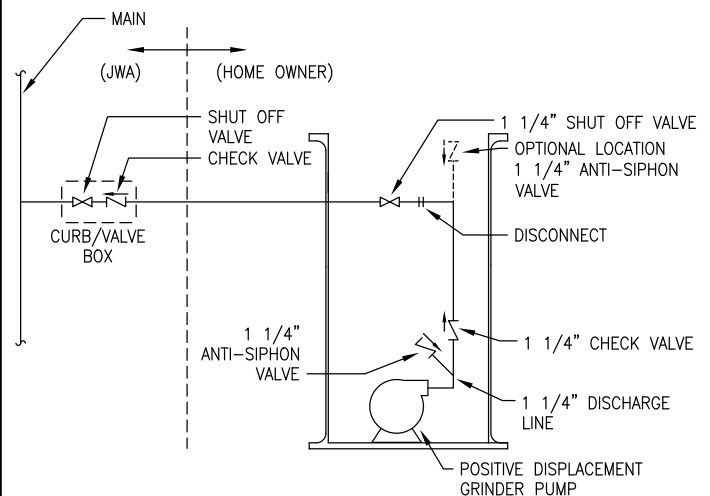 MAIN
(JWA)
(HOME OWNER)
SHUT OFF
VALVE
CHECK VALVE
CURB/VALVE
BOX
1 1/4" SHUT OFF VALVE
OPTIONAL LOCATION
1 1/4" ANTI-SIPHON
VALVE
DISCONNECT
1 1/4"
ANTI-SIPHON
VALVE
1 1/4" CHECK VALVE
1 1/4" DISCHARGE
LINE
POSITIVE DISPLACEMENT
GRINDER PUMP